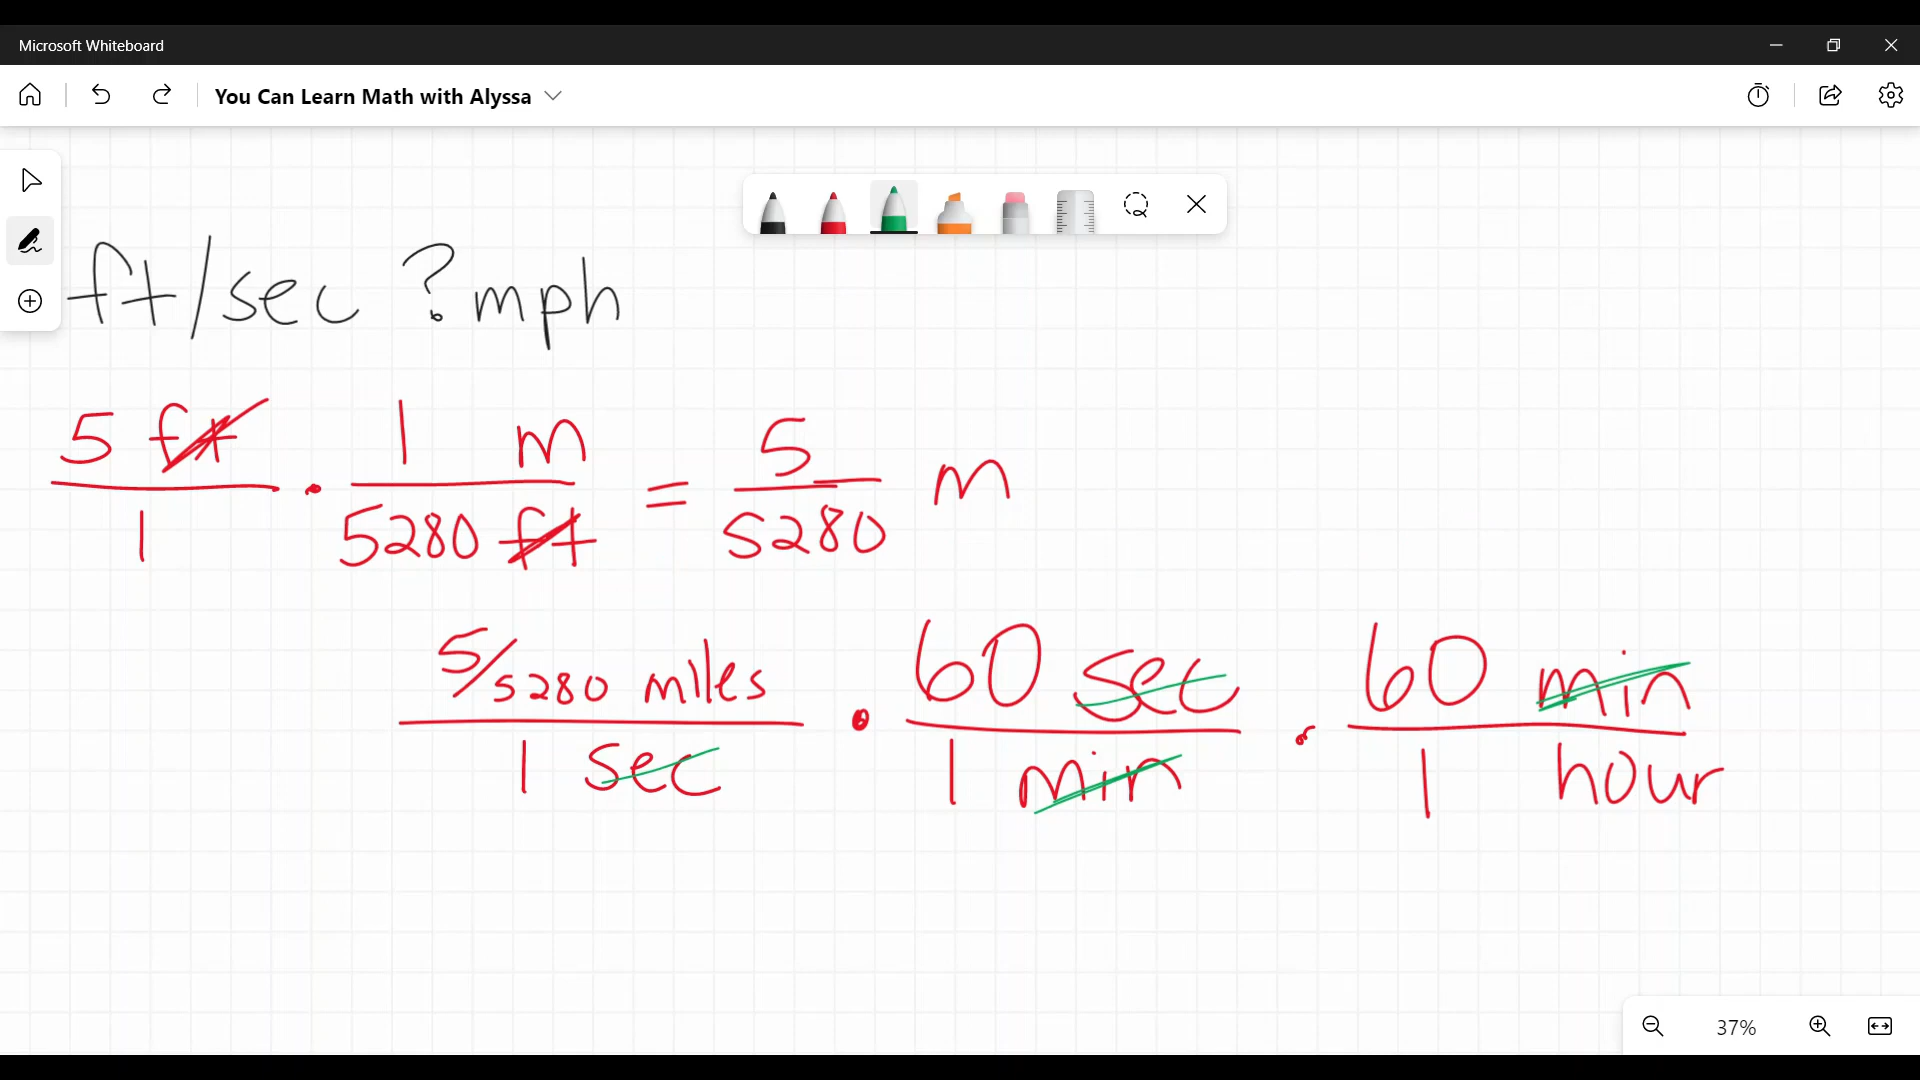 Microsoft Whiteboard
You Can Learn Math with Alyssa
ft/sec ? mph
5 ft / 1 · 1 m / 5280 ft = 5 / 5280 m
5/5280 miles / 1 sec · 60 sec / 1 min · 60 min / 1 hour
37%